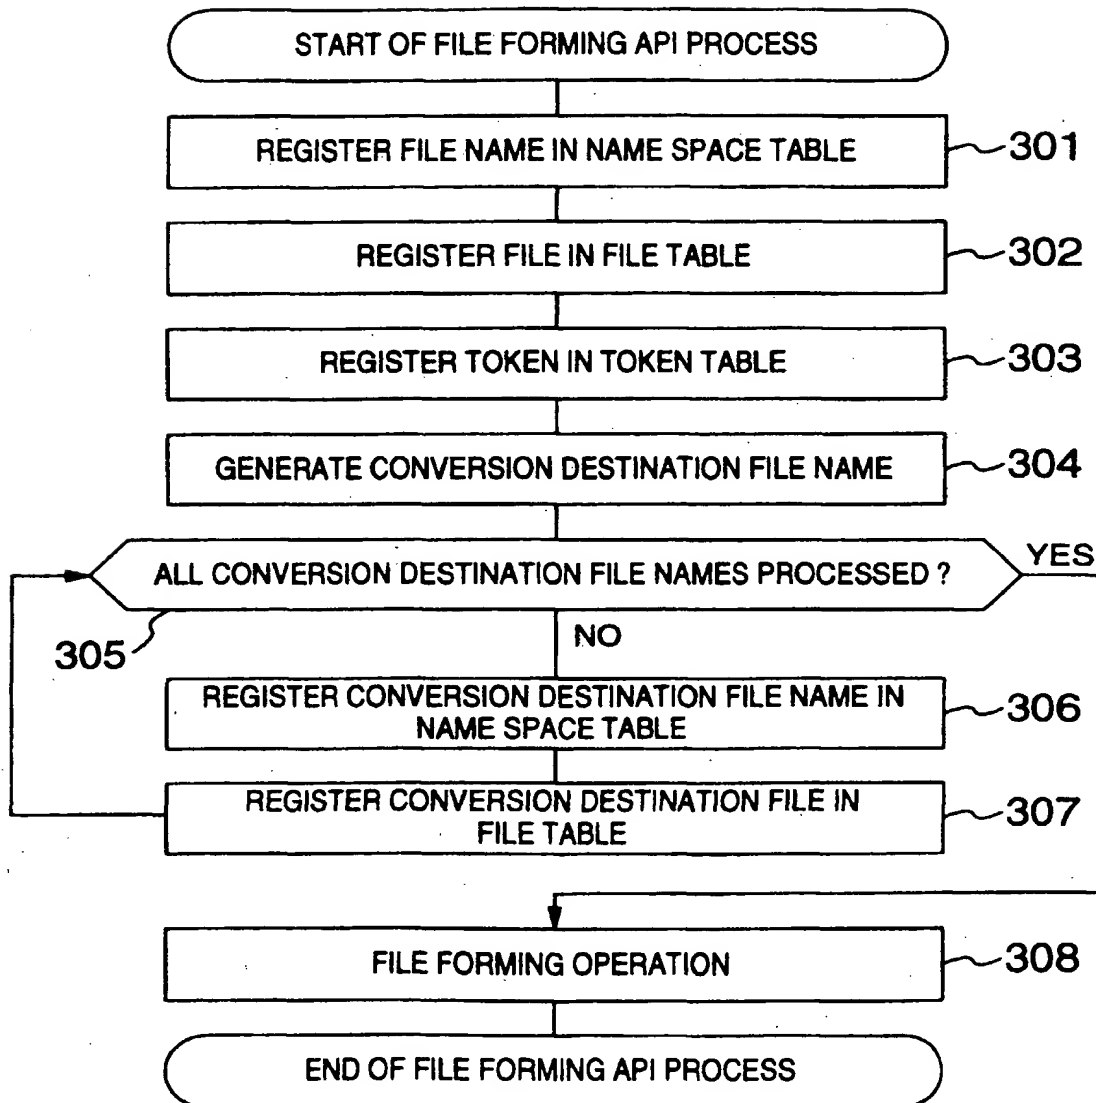 START OF FILE FORMING API PROCESS
REGISTER FILE NAME IN NAME SPACE TABLE
301
REGISTER FILE IN FILE TABLE
302
REGISTER TOKEN IN TOKEN TABLE
303
GENERATE CONVERSION DESTINATION FILE NAME
304
ALL CONVERSION DESTINATION FILE NAMES PROCESSED ?
YES
305
NO
REGISTER CONVERSION DESTINATION FILE NAME IN
NAME SPACE TABLE
306
REGISTER CONVERSION DESTINATION FILE IN
FILE TABLE
307
FILE FORMING OPERATION
308
END OF FILE FORMING API PROCESS